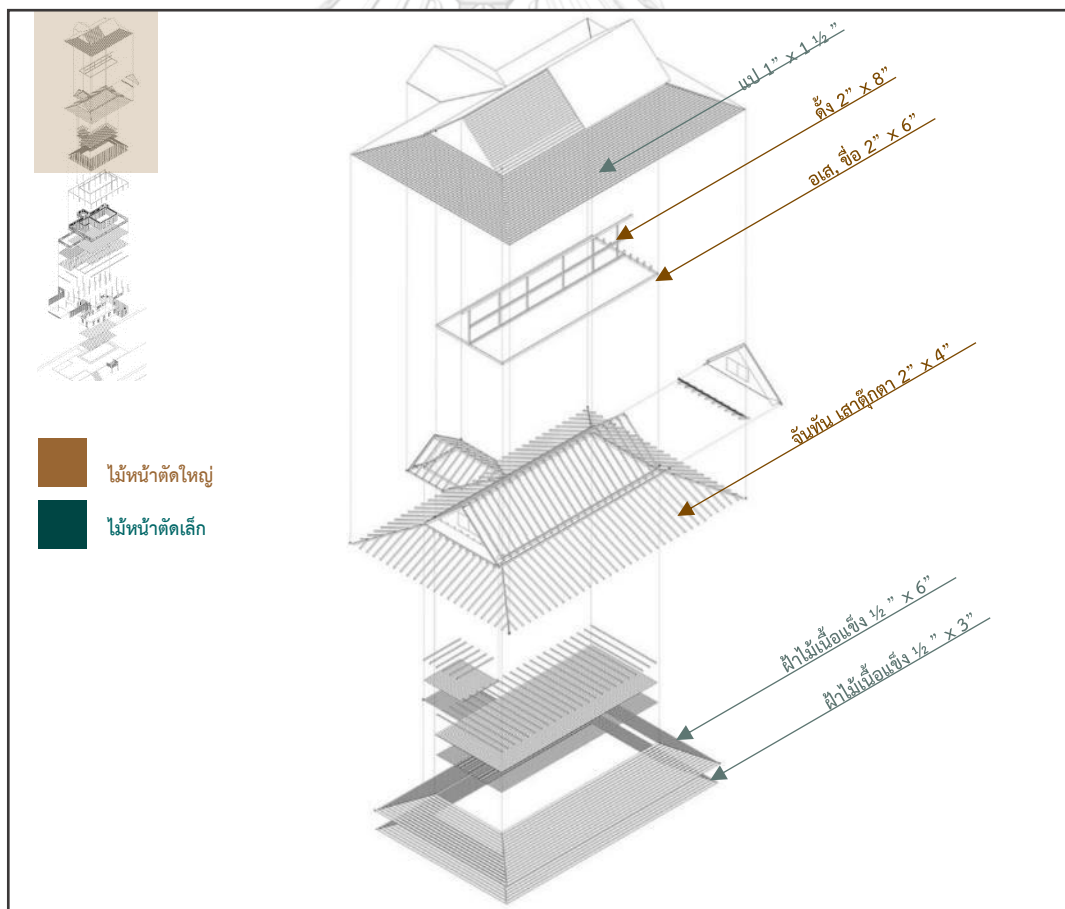 แป 1” x 1 ½ ”
ดั้ง 2” x 8”
อเส, ขื่อ 2” x 6”
จันทัน เสาตุ๊กตา 2” x 4”
ไม้หน้าตัดใหญ่
ไม้หน้าตัดเล็ก
ฝ้าไม้เนื้อแข็ง ½ ” x 6”
ฝ้าไม้เนื้อแข็ง ½ ” x 3”